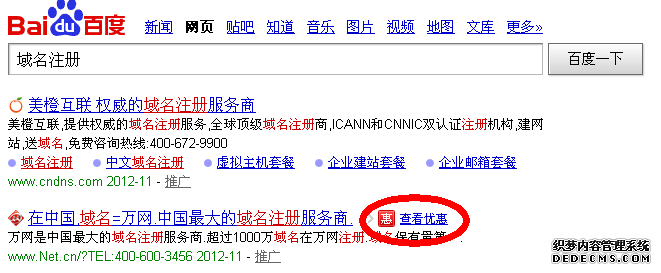 Bai du 百度 新闻 网页 贴吧 知道 音乐 图片 视频 地图 文库 更多»
域名注册 百度一下
美橙互联 权威的域名注册服务商
美橙互联,提供权威的域名注册服务,全球顶级域名注册商,ICANN和CNNIC双认证注册机构,建网
站,送域名,免费咨询热线:400-672-9900
域名注册 中文域名注册 虚拟主机套餐 企业建站套餐 企业邮箱套餐
www.cndns.com 2012-11 - 推广
在中国,域名=万网.中国最大的域名注册服务商. 惠 查看优惠
万网是中国最大的域名注册服务商.超过1000万域名在万网注册.域名保有量第一.
www.Net.cn/?TEL:400-600-3456 2012-11 - 推广
织梦内容管理系统
DEDECMS.COM